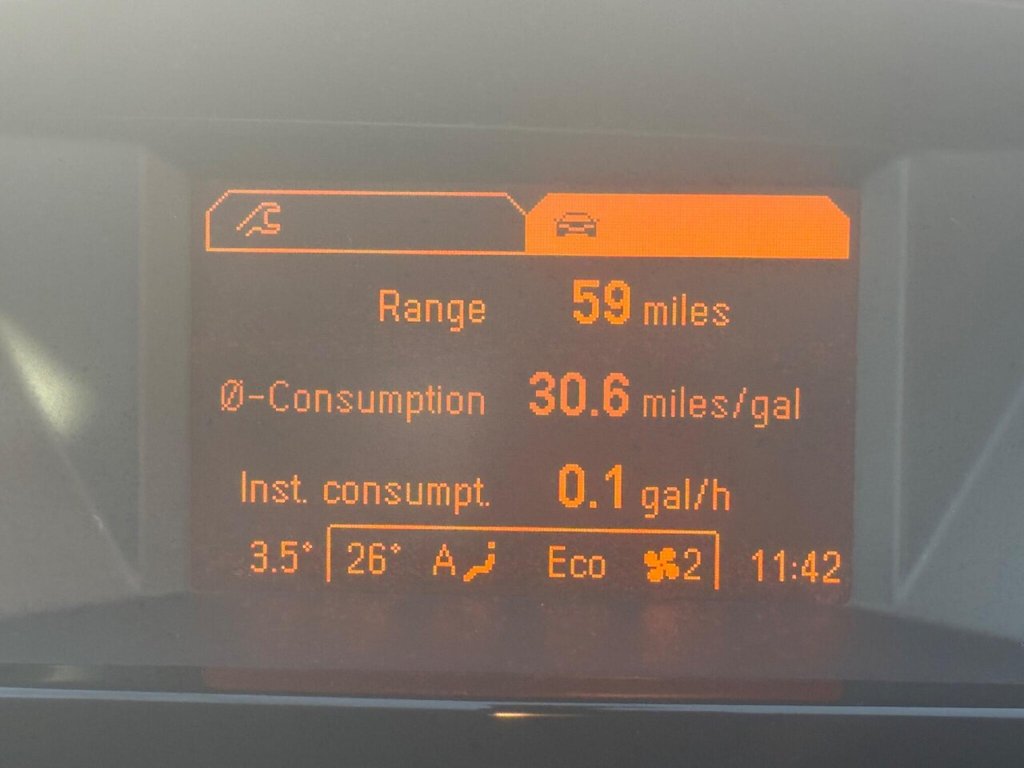 Range 59 miles
Ø-Consumption 30.6 miles/gal
Inst. consumpt. 0.1 gal/h
3.5° 26° A Eco 2 11:42